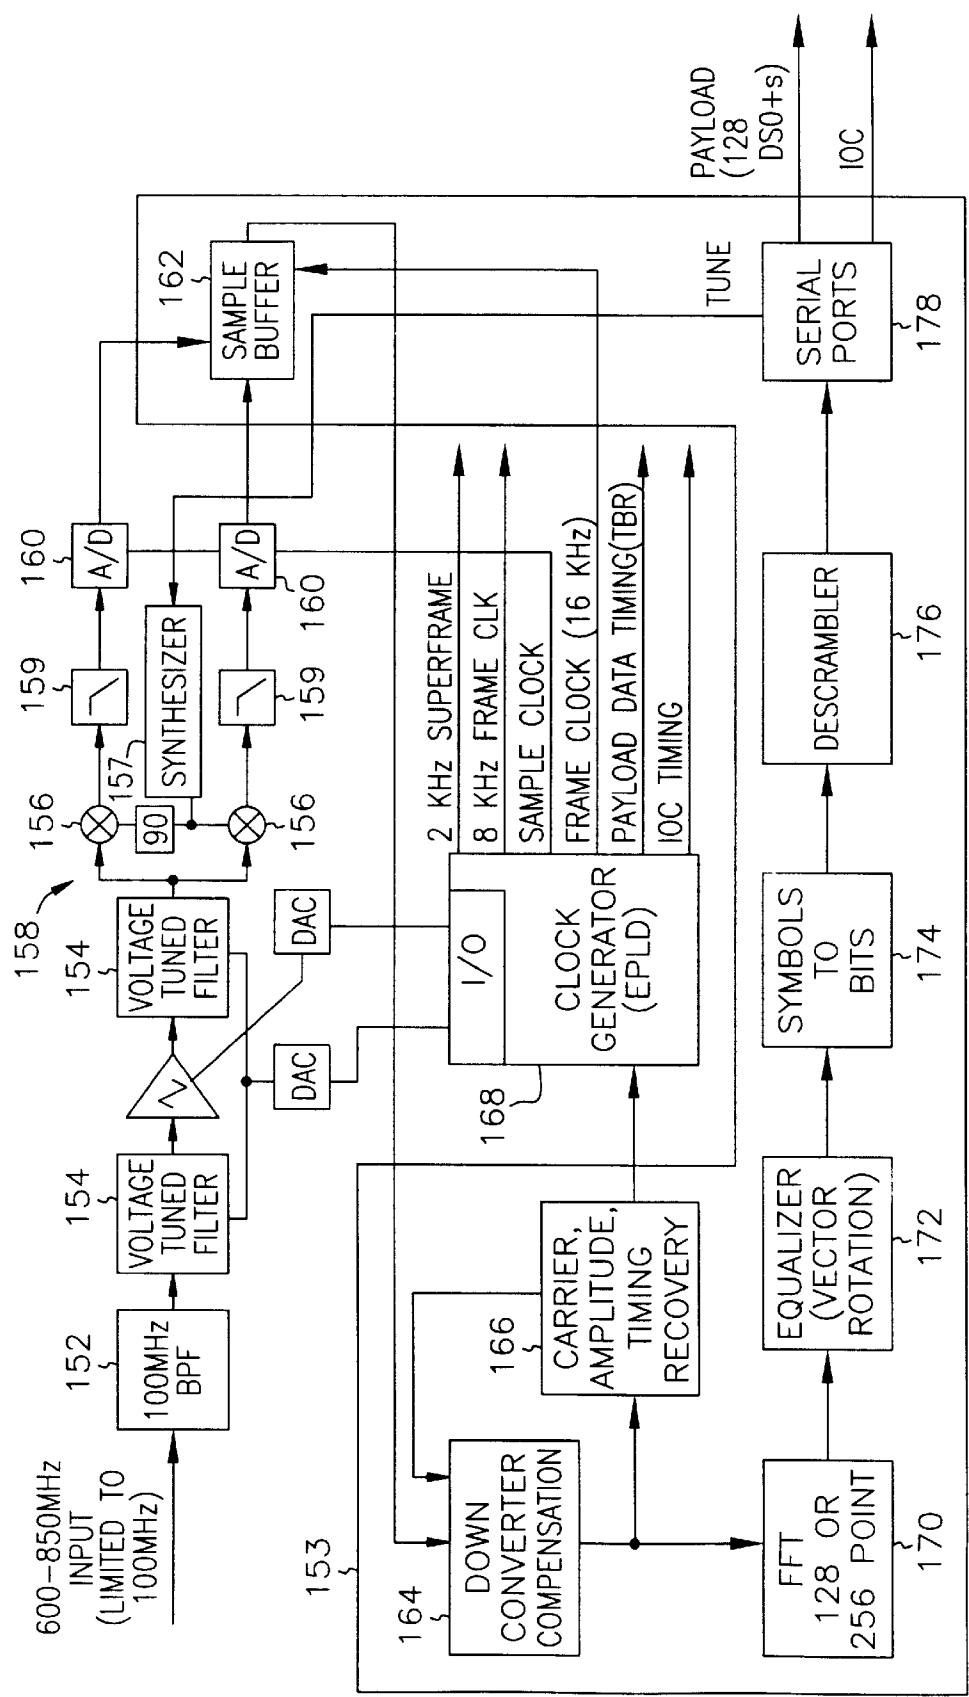 600-850MHz
INPUT
(LIMITED TO
100MHz)
152
100MHz
BPF
154
VOLTAGE
TUNED
FILTER
158
154
VOLTAGE
TUNED
FILTER
DAC
DAC
156
90
156
157
SYNTHESIZER
159
159
160
A/D
A/D
160
162
SAMPLE
BUFFER
153
164
DOWN
CONVERTER
COMPENSATION
166
CARRIER,
AMPLITUDE,
TIMING
RECOVERY
168
I/O
CLOCK
GENERATOR
(EPLD)
2 KHz SUPERFRAME
8 KHz FRAME CLK
SAMPLE CLOCK
FRAME CLOCK (16 KHz)
PAYLOAD DATA TIMING(TBR)
IOC TIMING
TUNE
FFT
128 OR
256 POINT
170
EQUALIZER
(VECTOR
ROTATION)
172
SYMBOLS
TO
BITS
174
DESCRAMBLER
176
SERIAL
PORTS
178
PAYLOAD
(128
DS0+s)
IOC